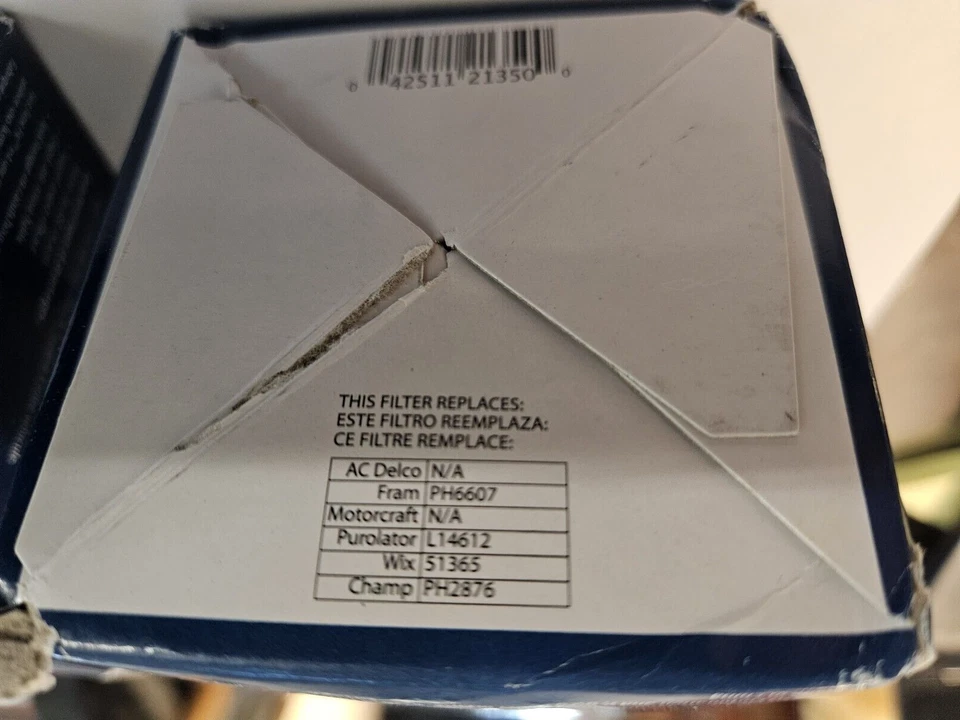 0 42511 21350 6
THIS FILTER REPLACES:
ESTE FILTRO REEMPLAZA:
CE FILTRE REMPLACE:
AC Delco N/A
Fram PH6607
Motorcraft N/A
Purolator L14612
Wix 51365
Champ PH2876